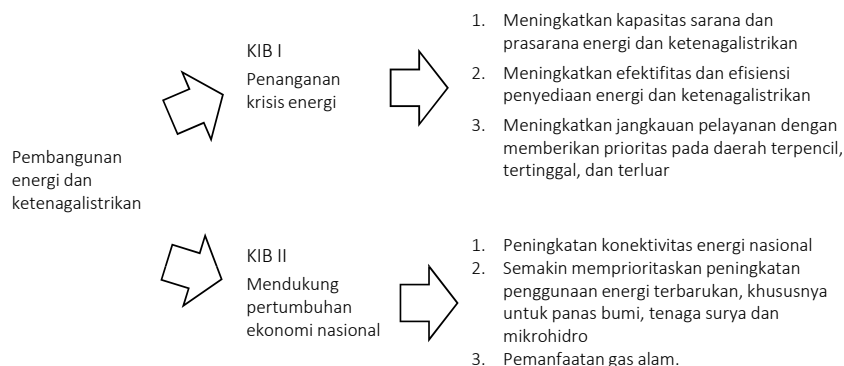 Pembangunan
energi dan
ketenagalistrikan
KIB I
Penanganan
krisis energi
1. Meningkatkan kapasitas sarana dan
prasarana energi dan ketenagalistrikan
2. Meningkatkan efektifitas dan efisiensi
penyediaan energi dan ketenagalistrikan
3. Meningkatkan jangkauan pelayanan dengan
memberikan prioritas pada daerah terpencil,
tertinggal, dan terluar
KIB II
Mendukung
pertumbuhan
ekonomi nasional
1. Peningkatan konektivitas energi nasional
2. Semakin memprioritaskan peningkatan
penggunaan energi terbarukan, khususnya
untuk panas bumi, tenaga surya dan
mikrohidro
3. Pemanfaatan gas alam.